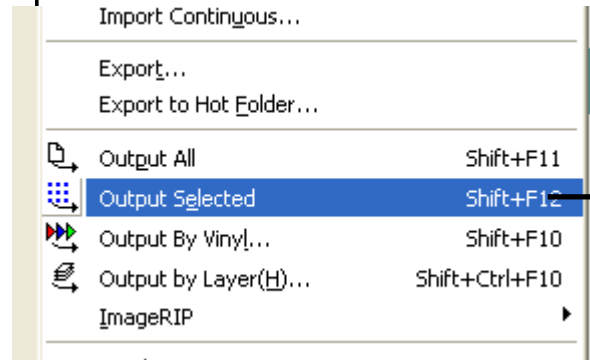 Import Continuous...
Export...
Export to Hot Folder...
Output All Shift+F11
Output Selected Shift+F12
Output By Vinyl... Shift+F10
Output by Layer(H)... Shift+Ctrl+F10
ImageRIP